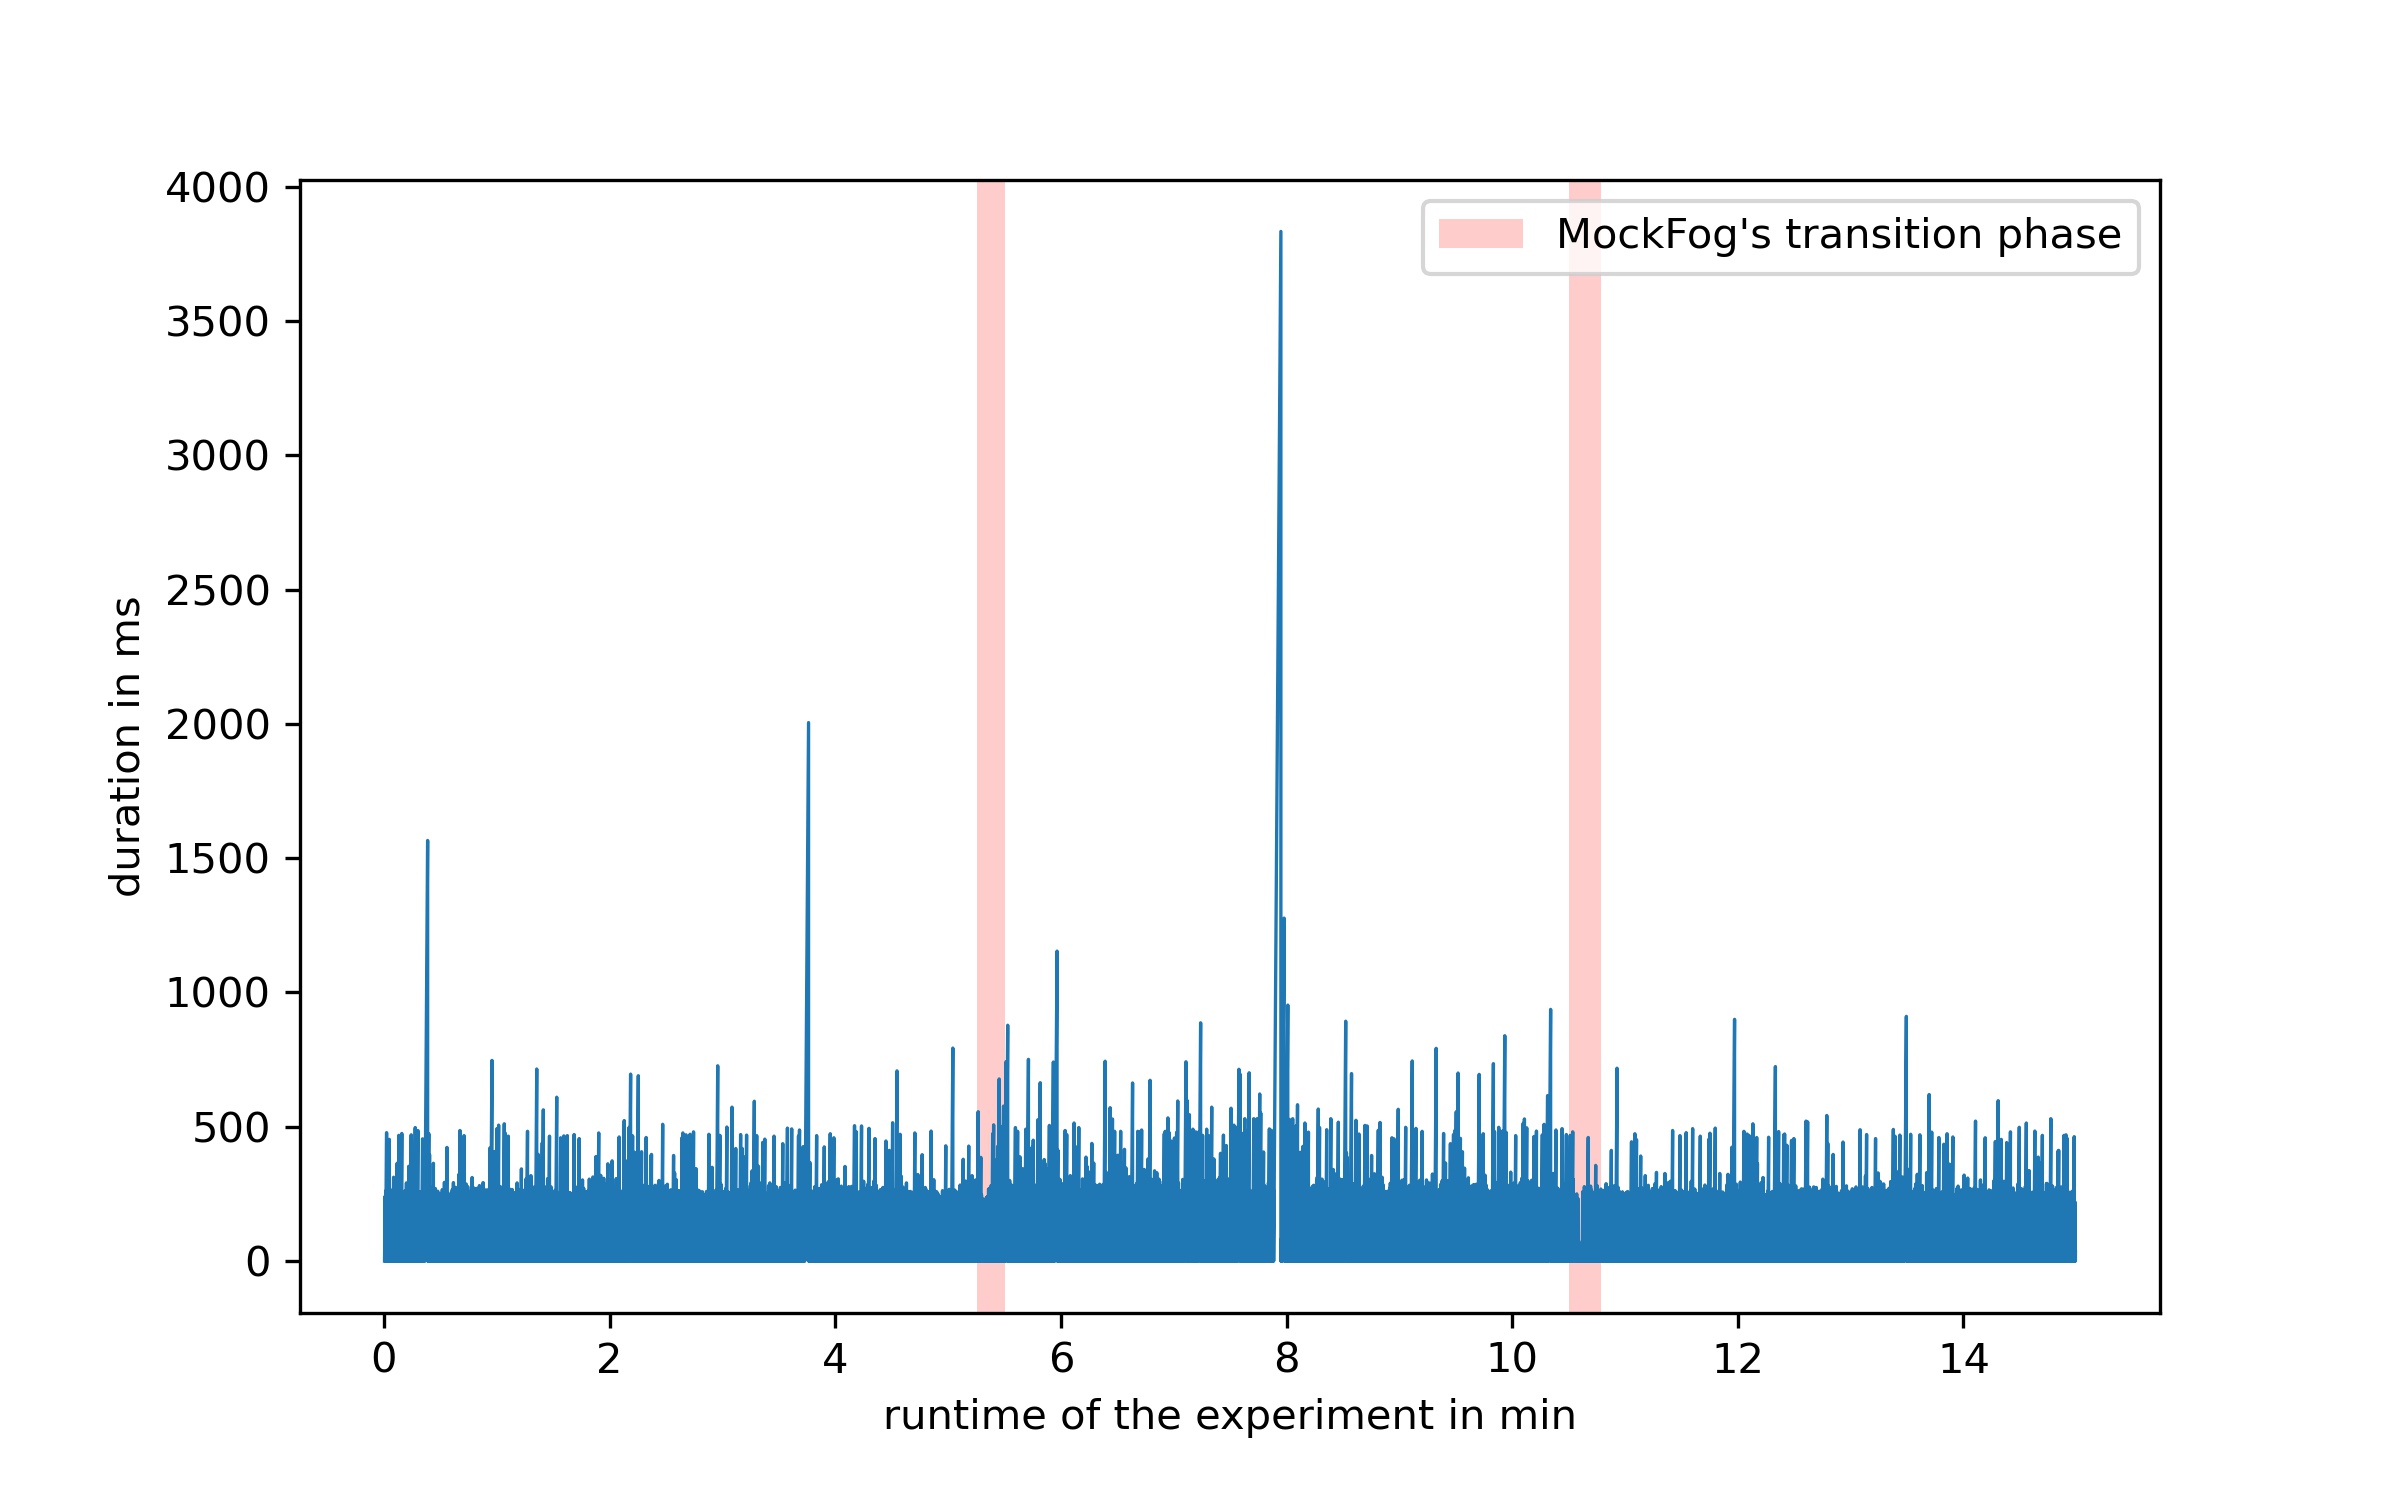 MockFog's transition phase
4000
3500
3000
2500
2000
1500
1000
500
0
duration in ms
0 2 4 6 8 10 12 14
runtime of the experiment in min